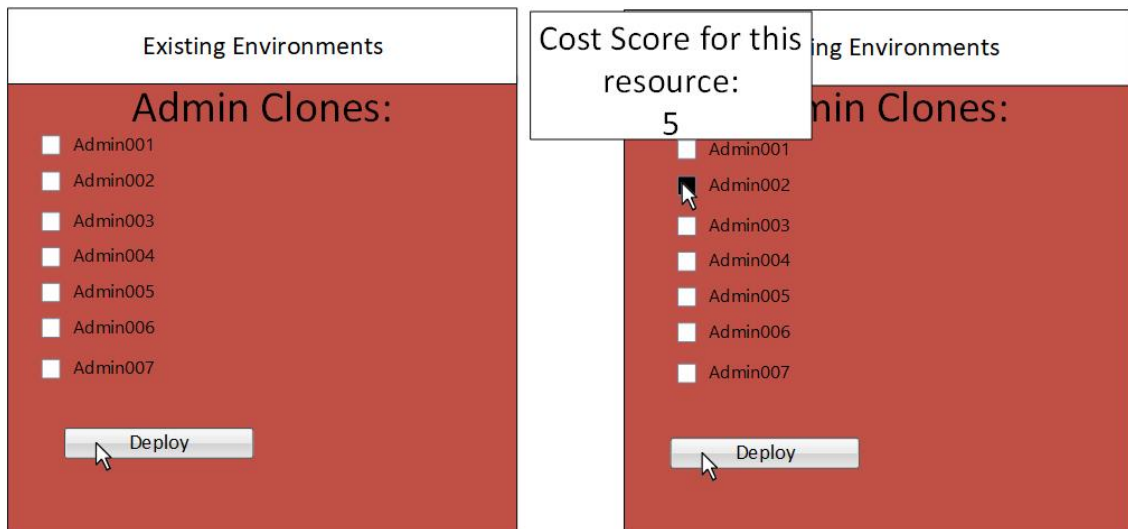 Existing Environments
Admin Clones:
Admin001
Admin002
Admin003
Admin004
Admin005
Admin006
Admin007
Deploy
Cost Score for this
resource:
5
ing Environments
min Clones:
Admin001
Admin002
Admin003
Admin004
Admin005
Admin006
Admin007
Deploy